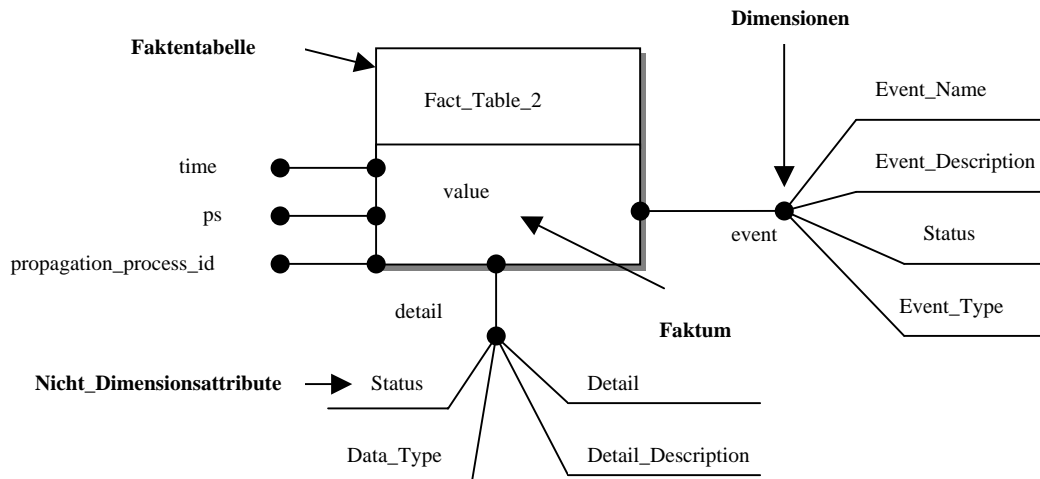 Dimensionen
Faktentabelle
Fact_Table_2
Event_Name
Event_Description
time
value
ps
event
Status
propagation_process_id
Event_Type
detail
Faktum
Nicht_Dimensionsattribute
Status
Detail
Data_Type
Detail_Description